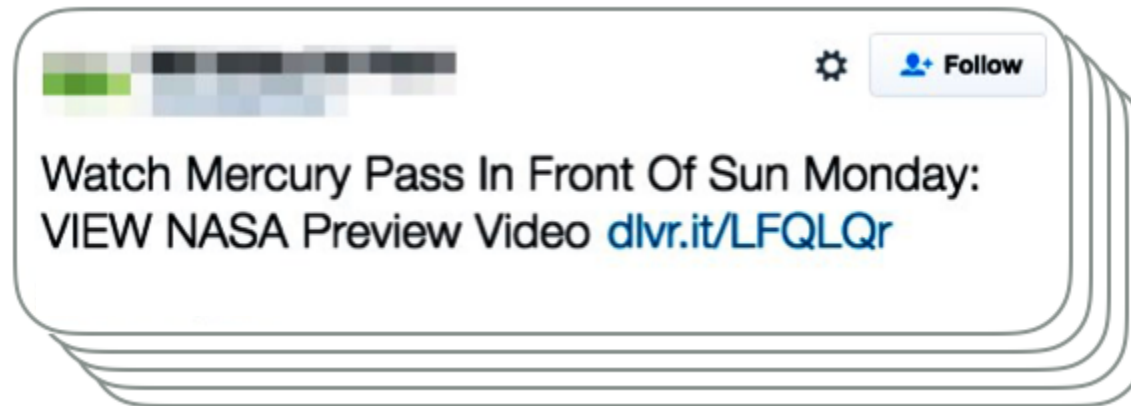 Follow
Watch Mercury Pass In Front Of Sun Monday:
VIEW NASA Preview Video dlvr.it/LFQLQr